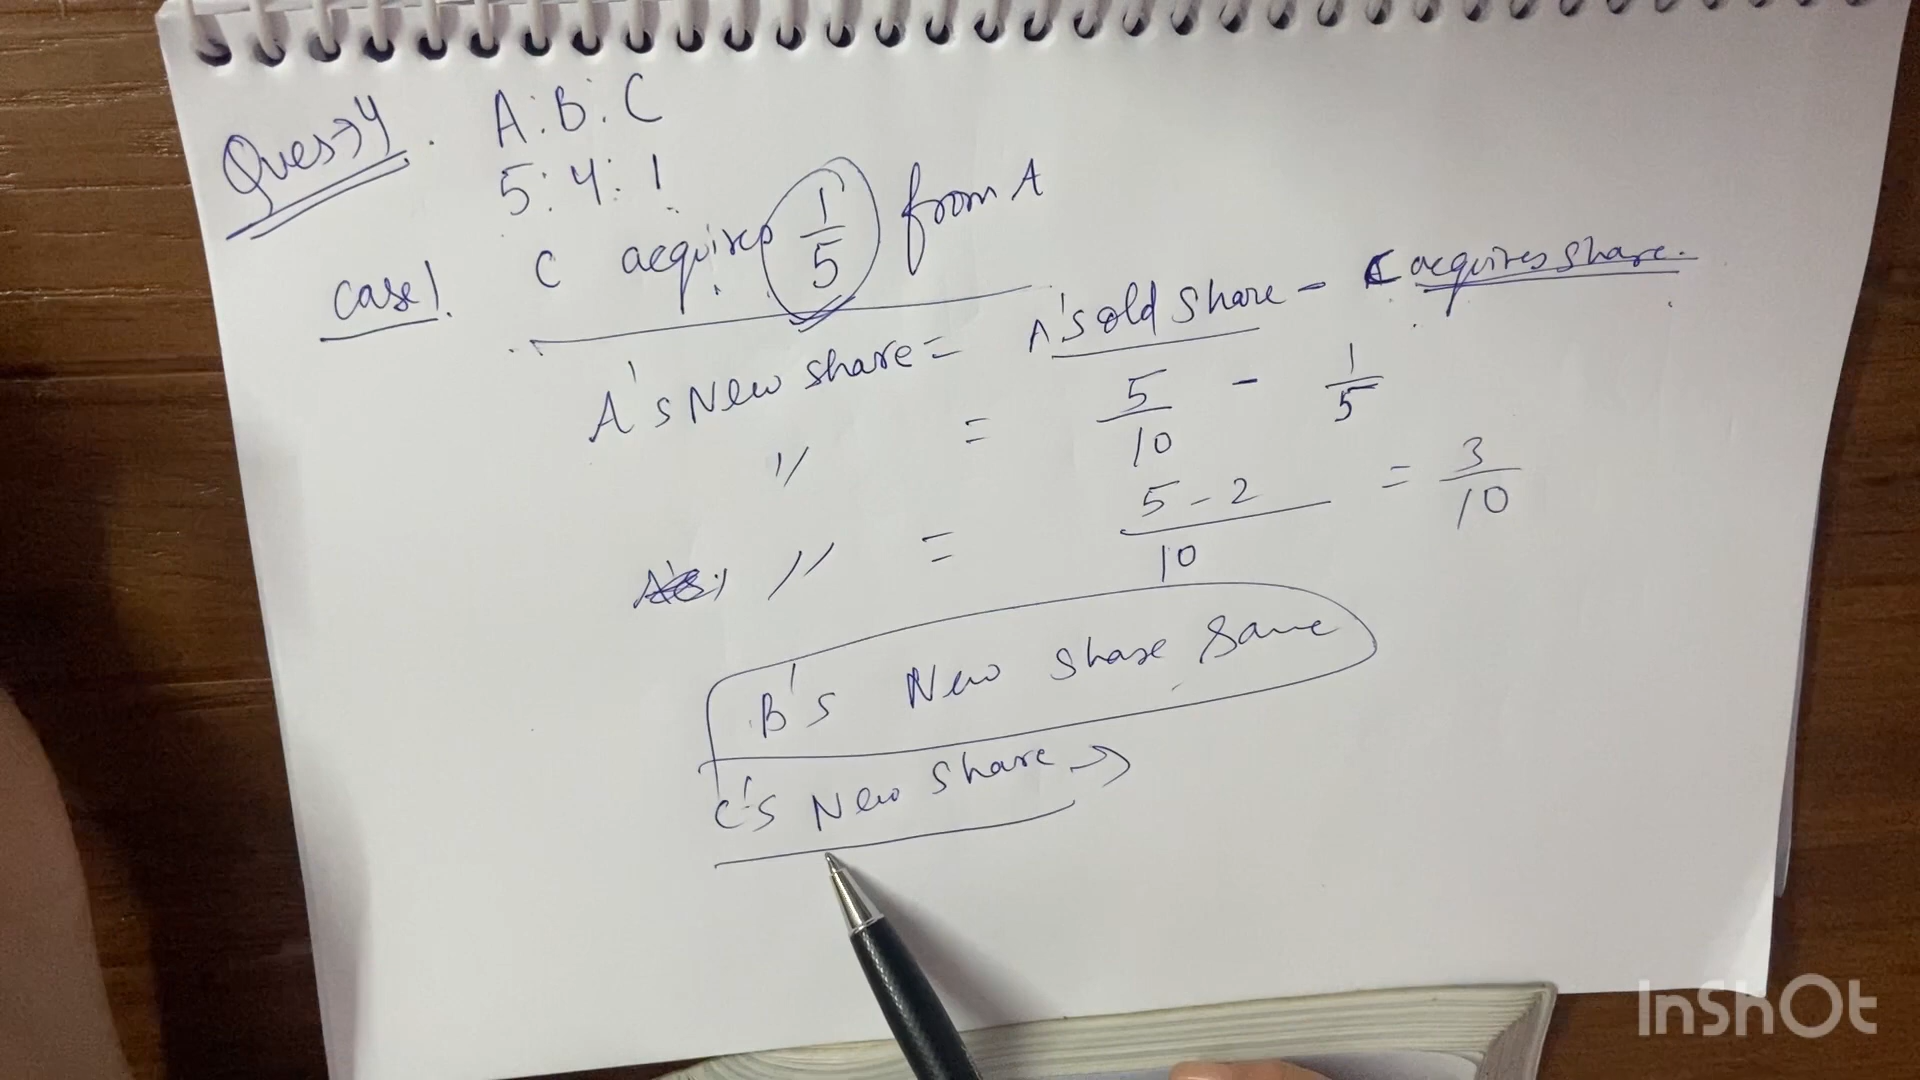 Ques→4. A:B:C
5:4:1
Case 1. C acquires 1/5 from A
A's New share = A's old share - C acquires share.
" = 5/10 - 1/5
" = 5-2/10 = 3/10
B's New share same
C's New share →
InShOt